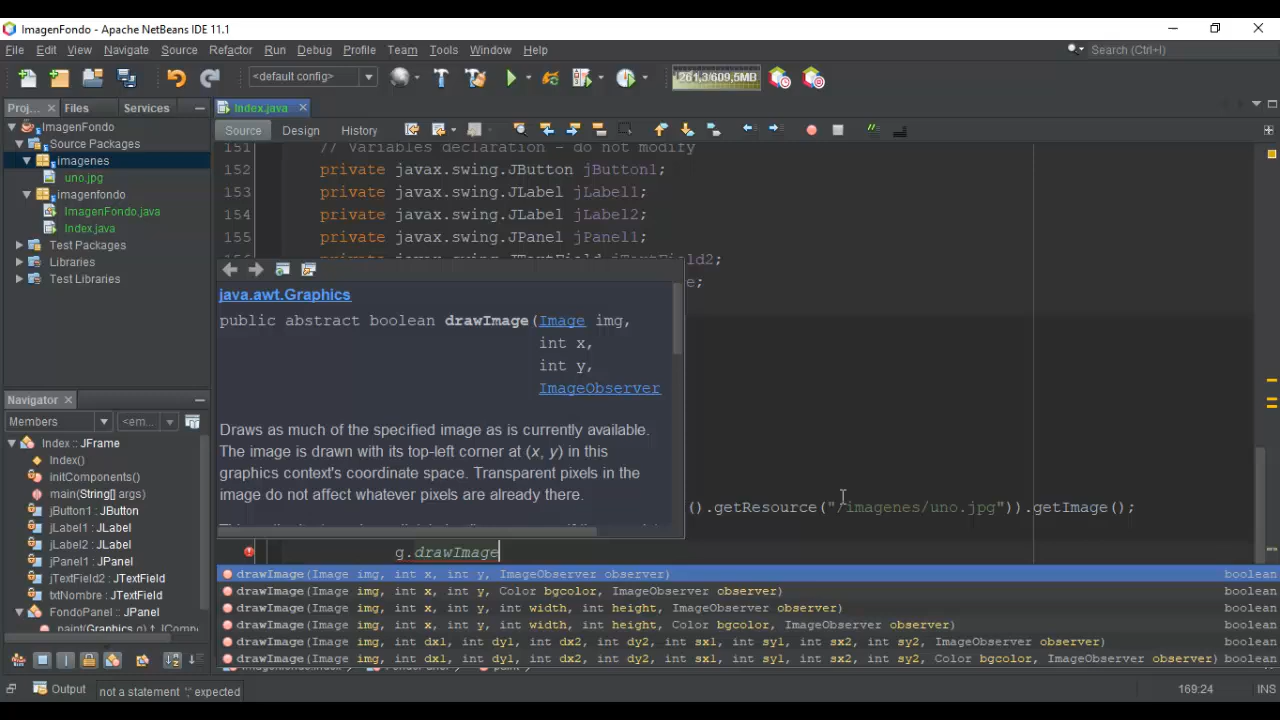 ImagenFondo - Apache NetBeans IDE 11.1
File Edit View Navigate Source Refactor Run Debug Profile Team Tools Window Help
Search (Ctrl+I)
<default config>
261,3/609,5MB
Proj... Files Services
Index.java
Source Design History
ImagenFondo
Source Packages
imagenes
uno.jpg
imagenfondo
ImagenFondo.java
Index.java
Test Packages
Libraries
Test Libraries
151 // Variables declaration - do not modify
152 private javax.swing.JButton jButton1;
153 private javax.swing.JLabel jLabel1;
154 private javax.swing.JLabel jLabel2;
155 private javax.swing.JPanel jPanel1;
156 private javax.swing.JTextField jTextField2;
e;
java.awt.Graphics
public abstract boolean drawImage(Image img,
int x,
int y,
ImageObserver
Draws as much of the specified image as is currently available.
The image is drawn with its top-left corner at (x, y) in this
graphics context's coordinate space. Transparent pixels in the
image do not affect whatever pixels are already there.
().getResource("/imagenes/uno.jpg")).getImage();
g.drawImage
drawImage(Image img, int x, int y, ImageObserver observer) boolean
drawImage(Image img, int x, int y, Color bgcolor, ImageObserver observer) boolean
drawImage(Image img, int x, int y, int width, int height, ImageObserver observer) boolean
drawImage(Image img, int x, int y, int width, int height, Color bgcolor, ImageObserver observer) boolean
drawImage(Image img, int dx1, int dy1, int dx2, int dy2, int sx1, int sy1, int sx2, int sy2, ImageObserver observer) boolean
drawImage(Image img, int dx1, int dy1, int dx2, int dy2, int sx1, int sy1, int sx2, int sy2, Color bgcolor, ImageObserver observer) boolean
Navigator
Members <em...
Index :: JFrame
Index()
initComponents()
main(String[] args)
jButton1 : JButton
jLabel1 : JLabel
jLabel2 : JLabel
jPanel1 : JPanel
jTextField2 : JTextField
txtNombre : JTextField
FondoPanel :: JPanel
paint(Graphics g) ↑ JComp
Output
not a statement ';' expected
169:24 INS